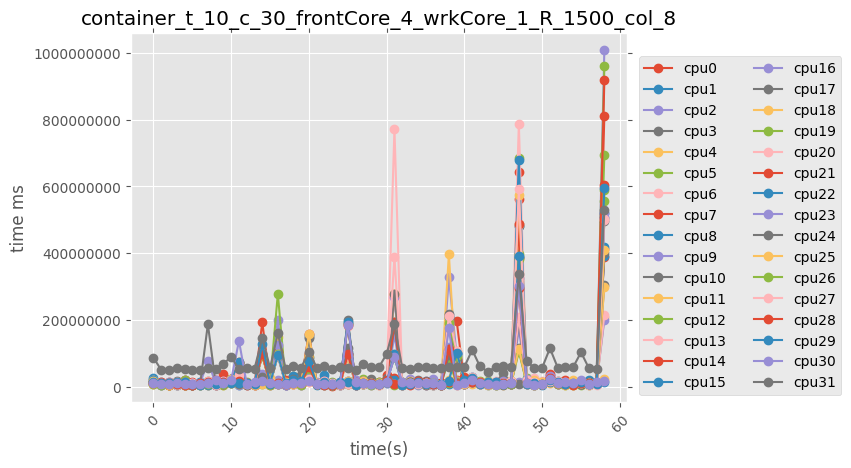 container_t_10_c_30_frontCore_4_wrkCore_1_R_1500_col_8
1000000000
800000000
600000000
400000000
200000000
0
time ms
0 10 20 30 40 50 60
time(s)
cpu0 cpu16
cpu1 cpu17
cpu2 cpu18
cpu3 cpu19
cpu4 cpu20
cpu5 cpu21
cpu6 cpu22
cpu7 cpu23
cpu8 cpu24
cpu9 cpu25
cpu10 cpu26
cpu11 cpu27
cpu12 cpu28
cpu13 cpu29
cpu14 cpu30
cpu15 cpu31